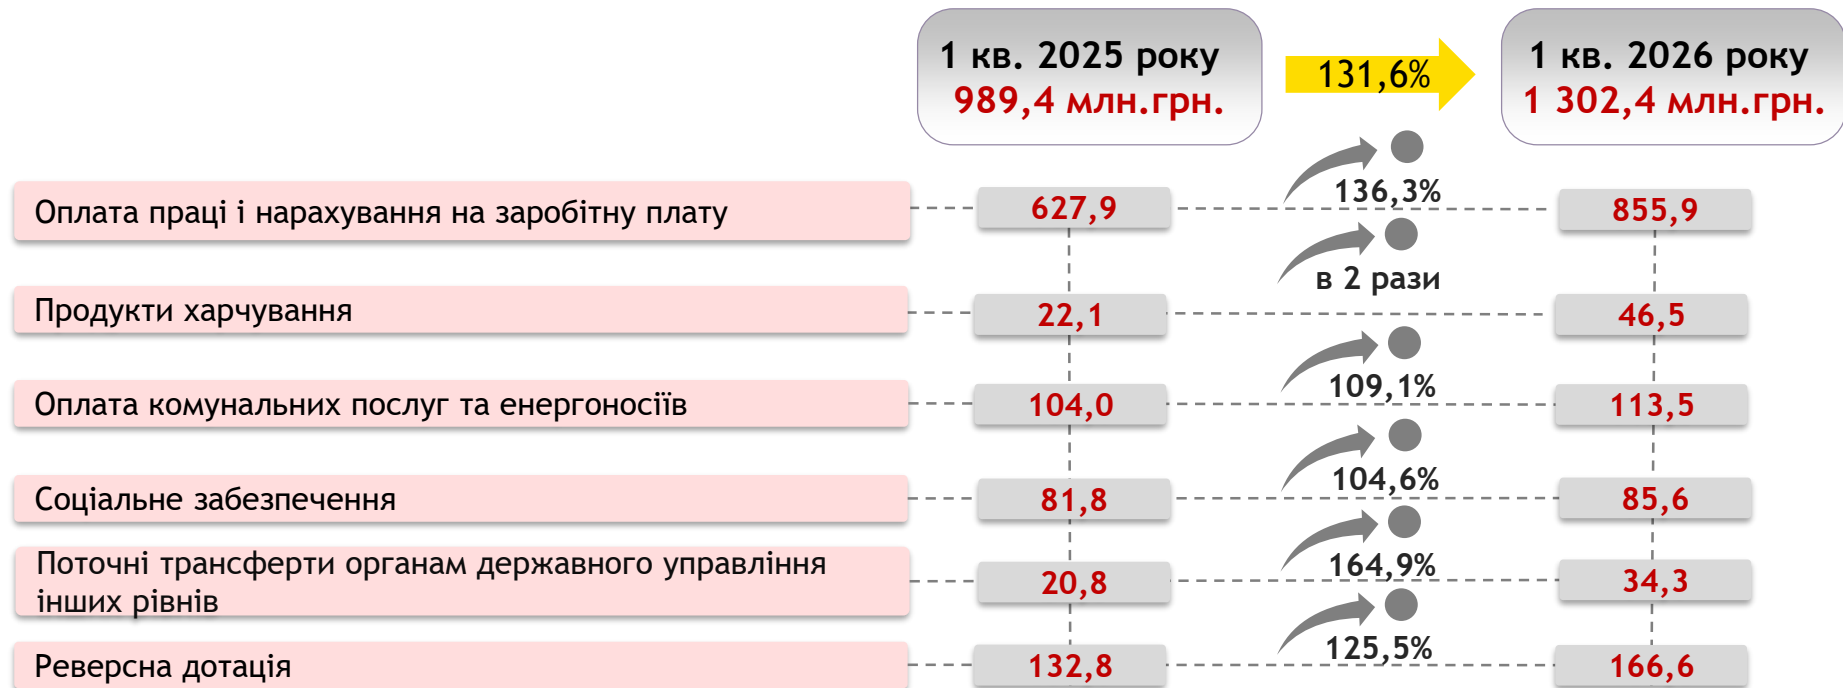 1 кв. 2025 року
989,4 млн.грн.
131,6%
1 кв. 2026 року
1 302,4 млн.грн.
Оплата праці і нарахування на заробітну плату
627,9
136,3%
855,9
Продукти харчування
22,1
в 2 рази
46,5
Оплата комунальних послуг та енергоносіїв
104,0
109,1%
113,5
Соціальне забезпечення
81,8
104,6%
85,6
Поточні трансферти органам державного управління
інших рівнів
20,8
164,9%
34,3
Реверсна дотація
132,8
125,5%
166,6